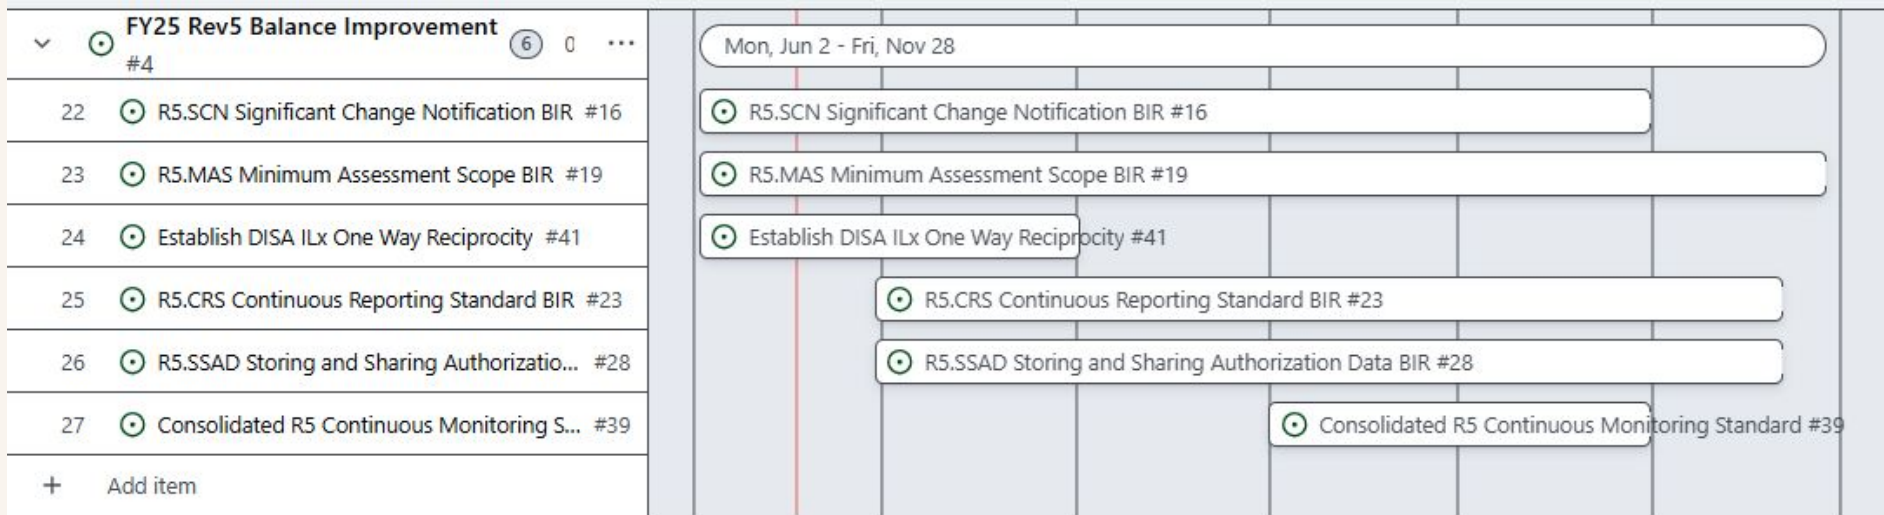 FY25 Rev5 Balance Improvement
#4
6 0 ...
Mon, Jun 2 - Fri, Nov 28
22 R5.SCN Significant Change Notification BIR #16
R5.SCN Significant Change Notification BIR #16
23 R5.MAS Minimum Assessment Scope BIR #19
R5.MAS Minimum Assessment Scope BIR #19
24 Establish DISA ILx One Way Reciprocity #41
Establish DISA ILx One Way Reciprocity #41
25 R5.CRS Continuous Reporting Standard BIR #23
R5.CRS Continuous Reporting Standard BIR #23
26 R5.SSAD Storing and Sharing Authorizatio... #28
R5.SSAD Storing and Sharing Authorization Data BIR #28
27 Consolidated R5 Continuous Monitoring S... #39
Consolidated R5 Continuous Monitoring Standard #39
+ Add item